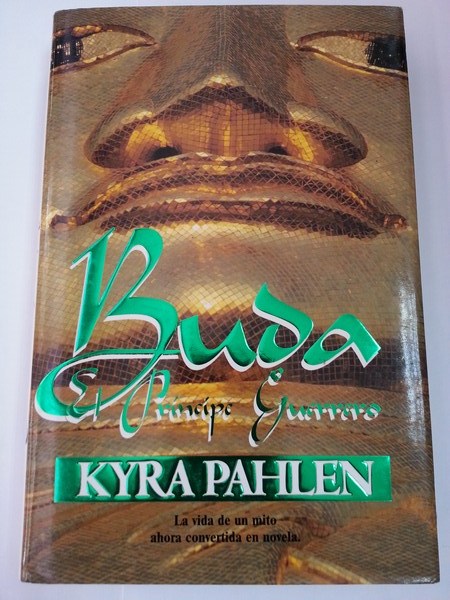 Buda
El Príncipe Guerrero
KYRA PAHLEN
La vida de un mito
ahora convertida en novela.